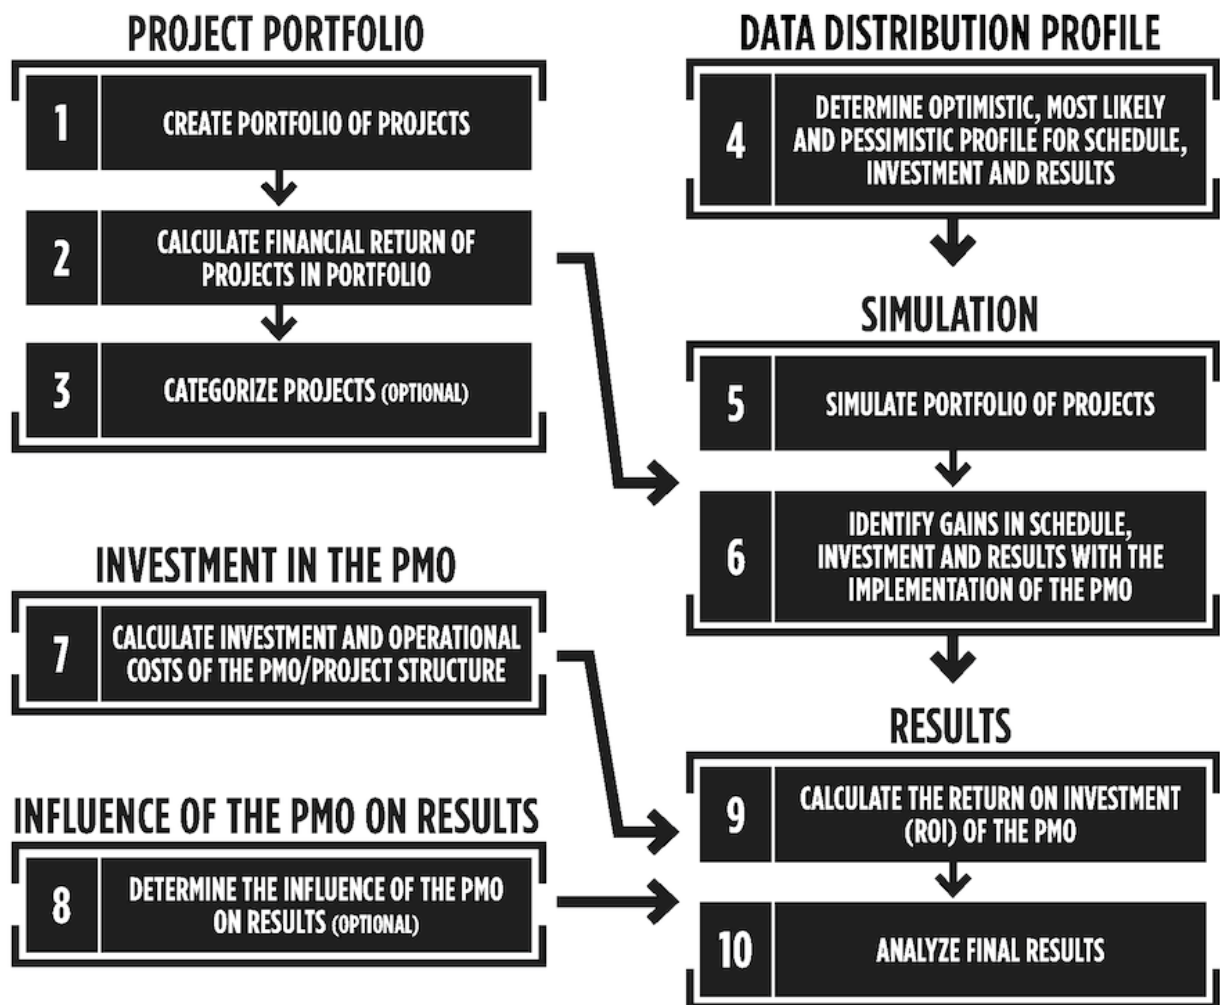 PROJECT PORTFOLIO
1
CREATE PORTFOLIO OF PROJECTS
2
CALCULATE FINANCIAL RETURN OF
PROJECTS IN PORTFOLIO
3
CATEGORIZE PROJECTS (OPTIONAL)
INVESTMENT IN THE PMO
7
CALCULATE INVESTMENT AND OPERATIONAL
COSTS OF THE PMO/PROJECT STRUCTURE
INFLUENCE OF THE PMO ON RESULTS
8
DETERMINE THE INFLUENCE OF THE PMO
ON RESULTS (OPTIONAL)
DATA DISTRIBUTION PROFILE
4
DETERMINE OPTIMISTIC, MOST LIKELY
AND PESSIMISTIC PROFILE FOR SCHEDULE,
INVESTMENT AND RESULTS
SIMULATION
5
SIMULATE PORTFOLIO OF PROJECTS
6
IDENTIFY GAINS IN SCHEDULE,
INVESTMENT AND RESULTS WITH THE
IMPLEMENTATION OF THE PMO
RESULTS
9
CALCULATE THE RETURN ON INVESTMENT
(ROI) OF THE PMO
10
ANALYZE FINAL RESULTS